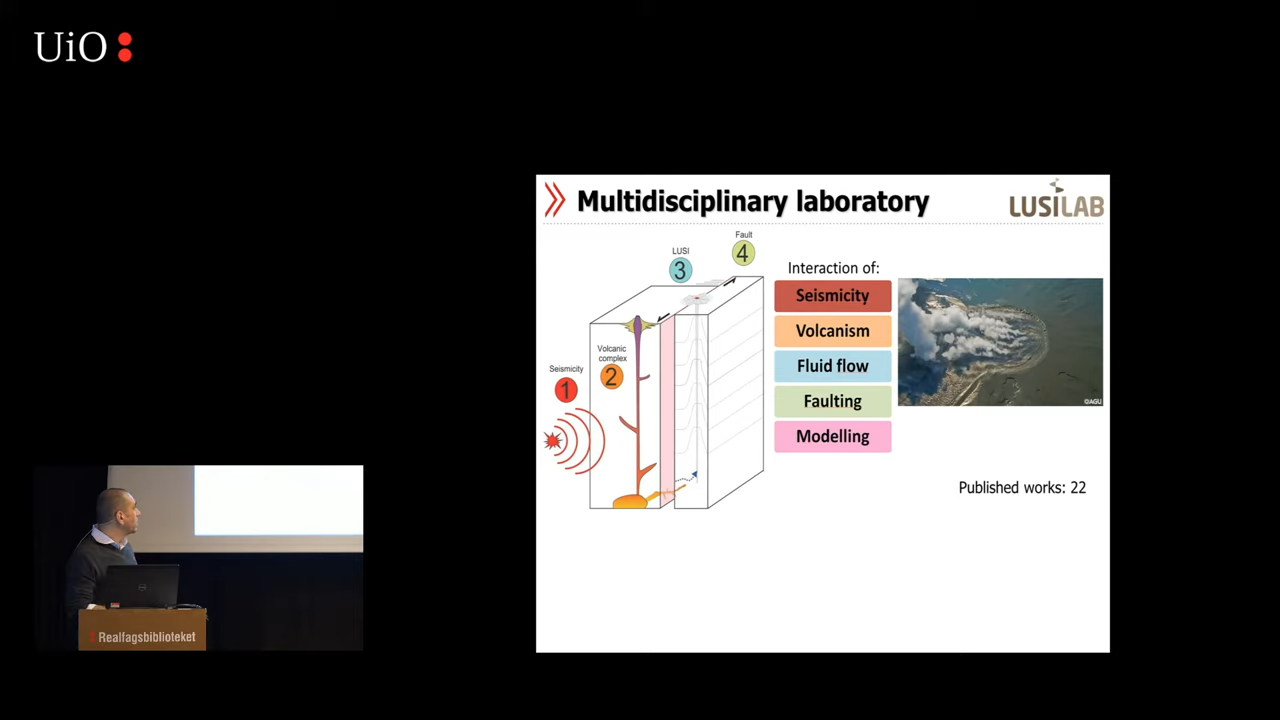 UiO:
Multidisciplinary laboratory
LUSILAB
Fault
4
LUSI
3
Interaction of:
Seismicity
Volcanism
Fluid flow
Faulting
Modelling
Volcanic
complex
2
Seismicity
1
©AGU
Published works: 22
Realfagsbiblioteket